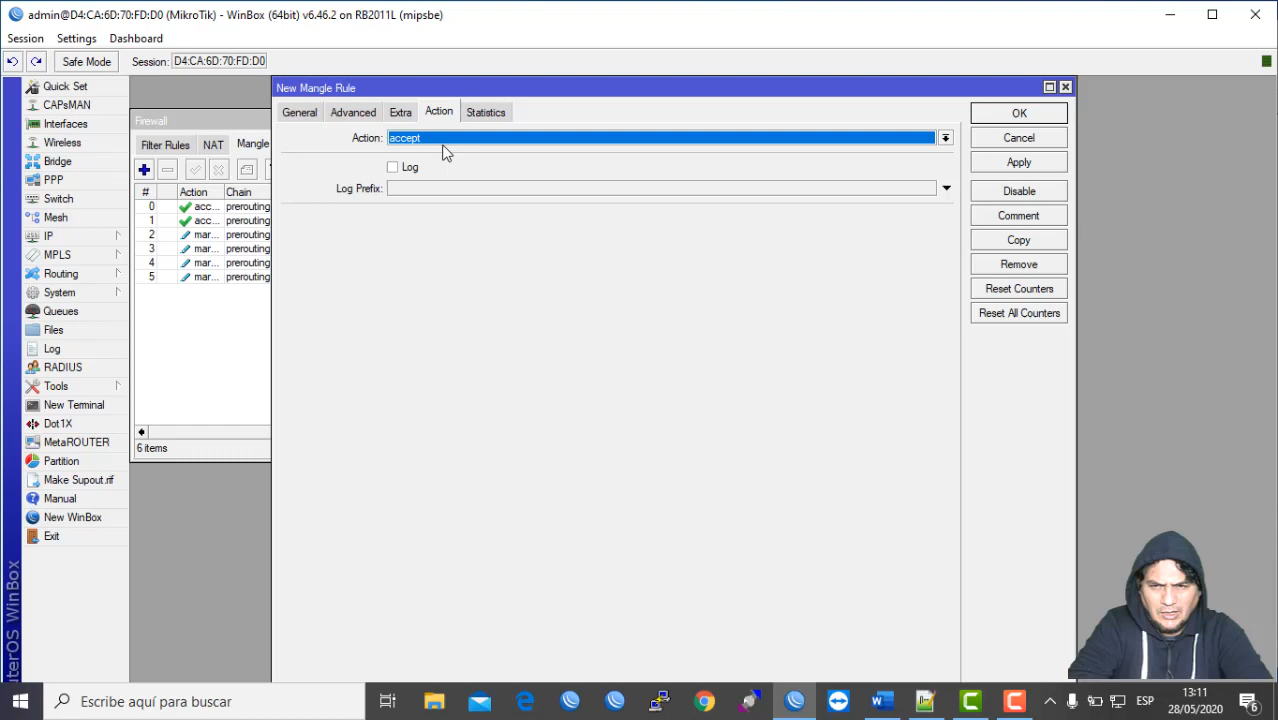 admin@D4:CA:6D:70:FD:D0 (MikroTik) - WinBox (64bit) v6.46.2 on RB2011L (mipsbe)
Session Settings Dashboard
Safe Mode Session: D4:CA:6D:70:FD:D0
Quick Set
CAPsMAN
Interfaces
Wireless
Bridge
PPP
Switch
Mesh
IP
MPLS
Routing
System
Queues
Files
Log
RADIUS
Tools
New Terminal
Dot1X
MetaROUTER
Partition
Make Supout.rif
Manual
New WinBox
Exit
uterOS WinBox
Firewall
Filter Rules NAT Mangle
# Action Chain
0 acc... prerouting
1 acc... prerouting
2 mar... prerouting
3 mar... prerouting
4 mar... prerouting
5 mar... prerouting
6 items
New Mangle Rule
General Advanced Extra Action Statistics
Action: accept
Log
Log Prefix:
OK
Cancel
Apply
Disable
Comment
Copy
Remove
Reset Counters
Reset All Counters
Escribe aquí para buscar
ESP
13:11
28/05/2020
6